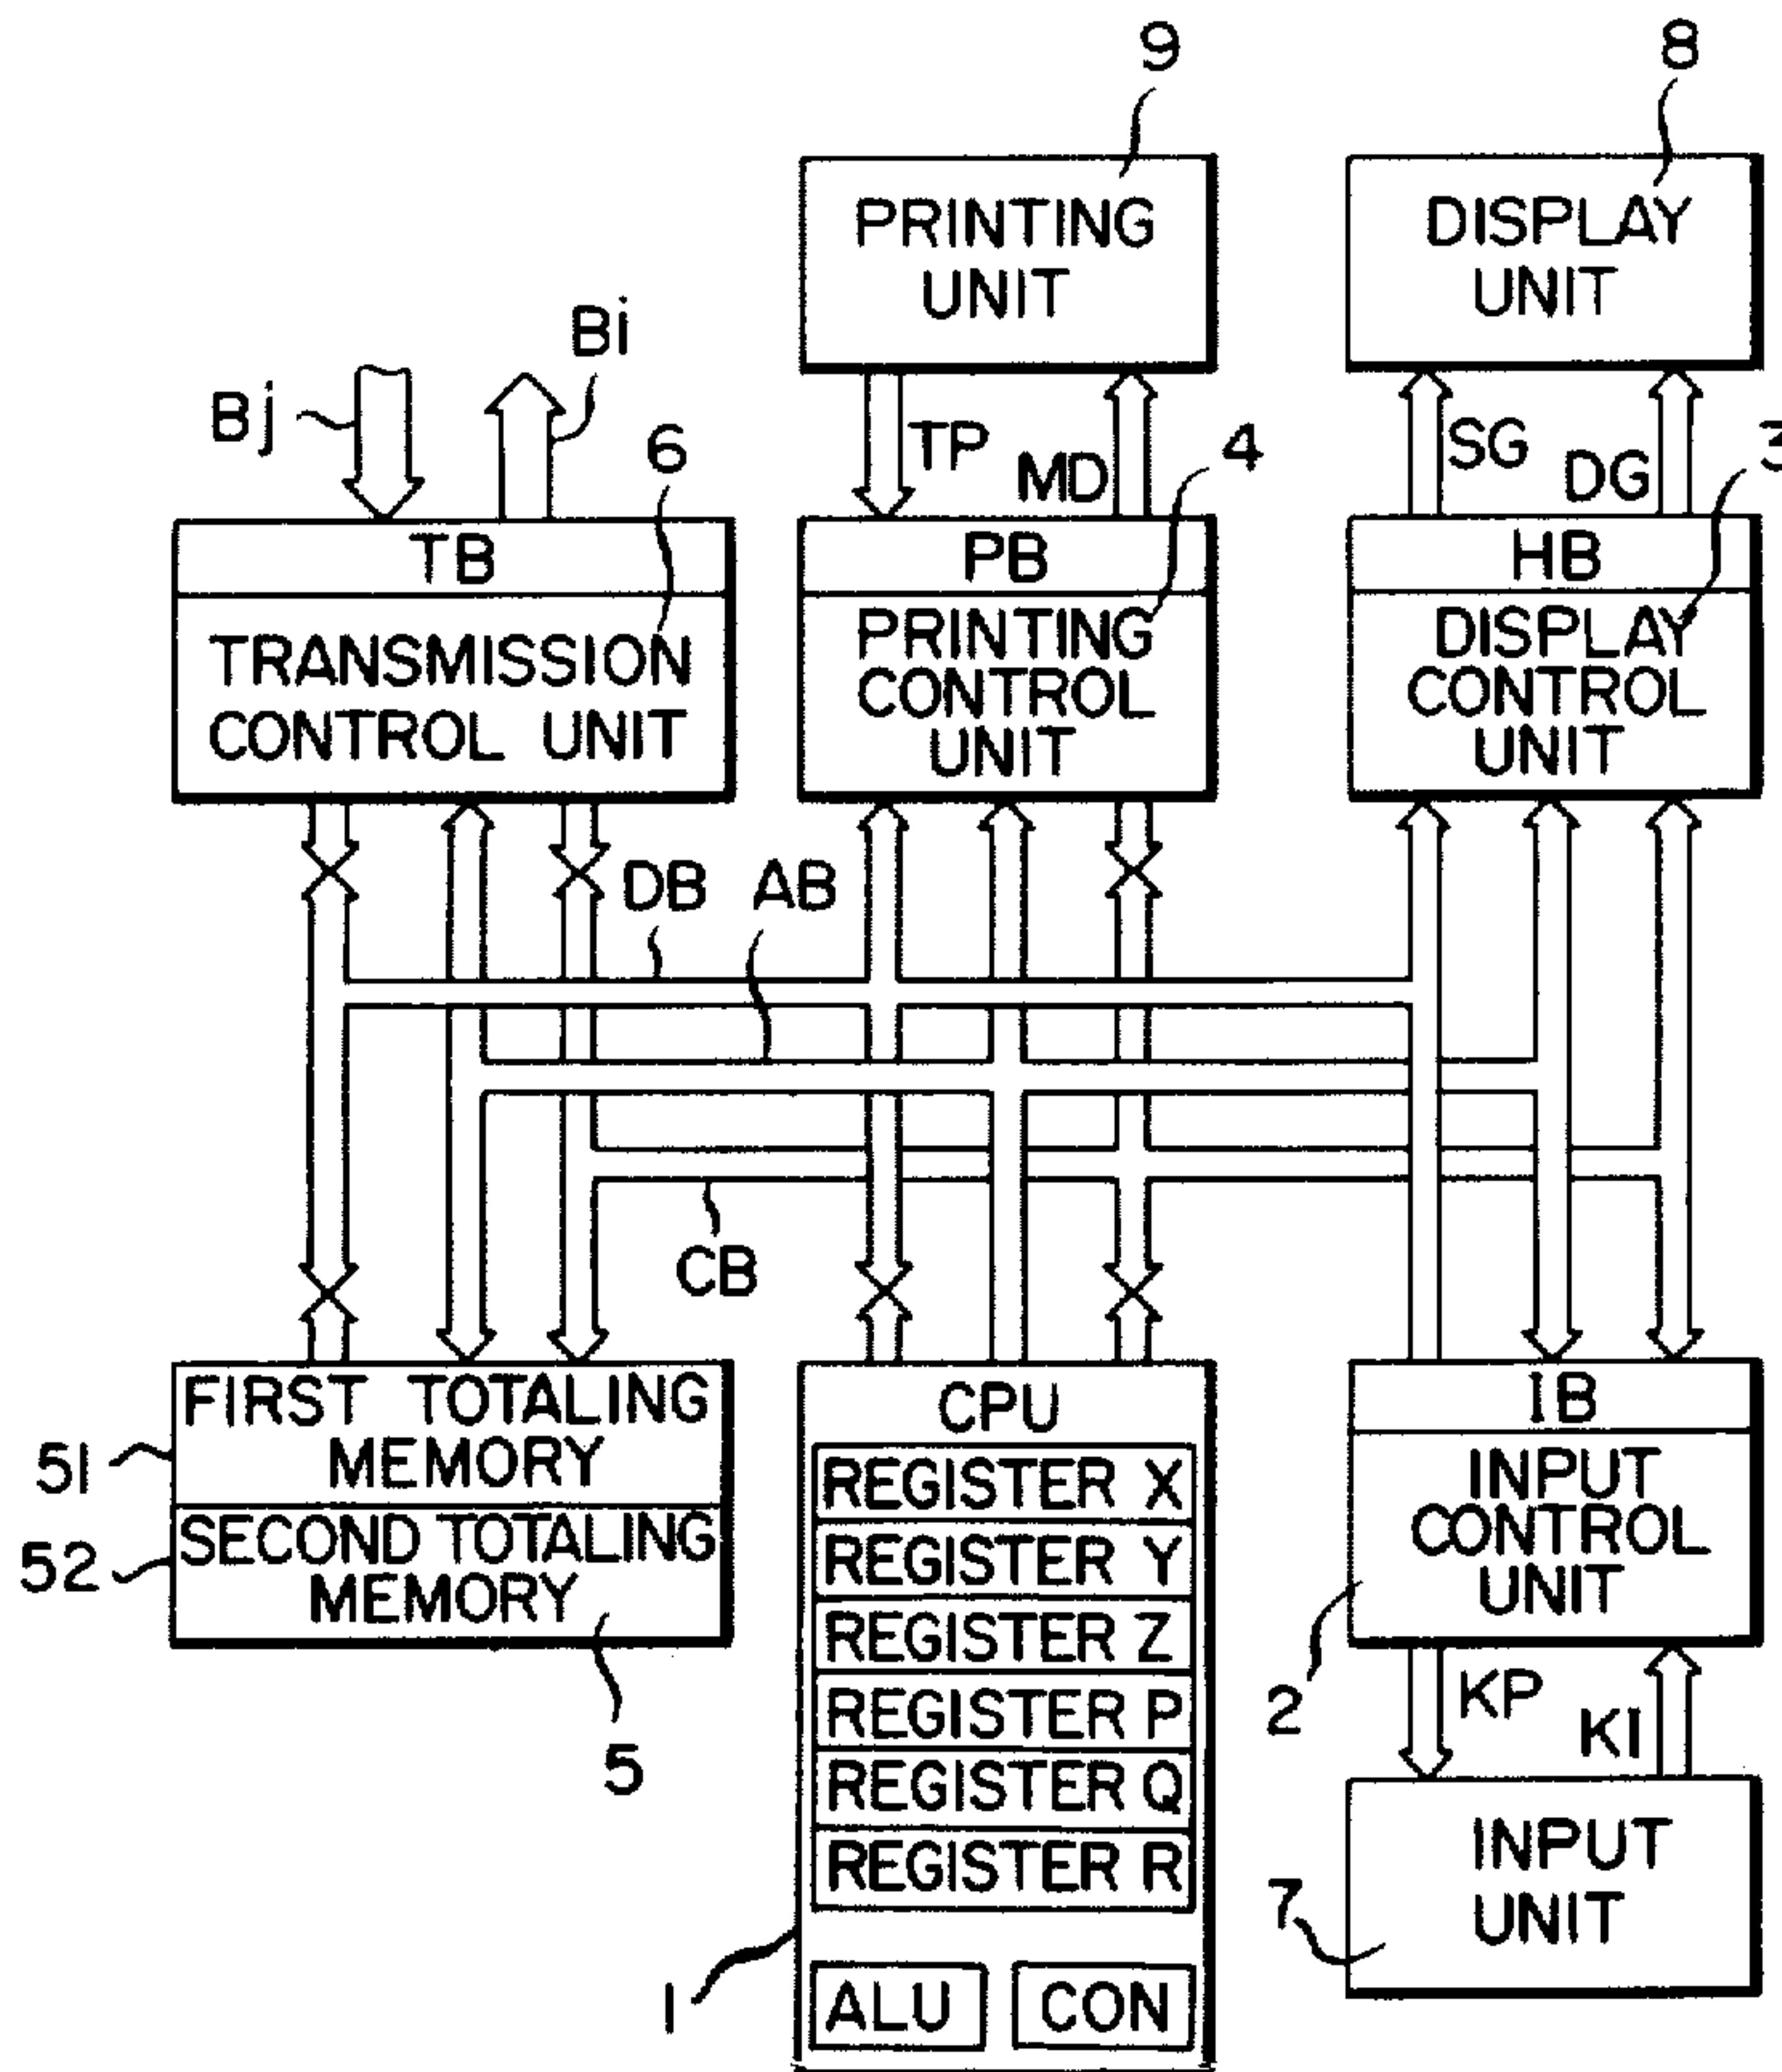 9
8
PRINTING
UNIT
DISPLAY
UNIT
Bj
Bi
6
TP
MD
4
SG
DG
3
TB
TRANSMISSION
CONTROL UNIT
PB
PRINTING
CONTROL
UNIT
HB
DISPLAY
CONTROL
UNIT
DB
AB
CB
51
FIRST TOTALING
MEMORY
52
SECOND TOTALING
MEMORY
5
CPU
REGISTER X
REGISTER Y
REGISTER Z
REGISTER P
REGISTER Q
REGISTER R
1
ALU
CON
IB
INPUT
CONTROL
UNIT
2
KP
KI
7
INPUT
UNIT